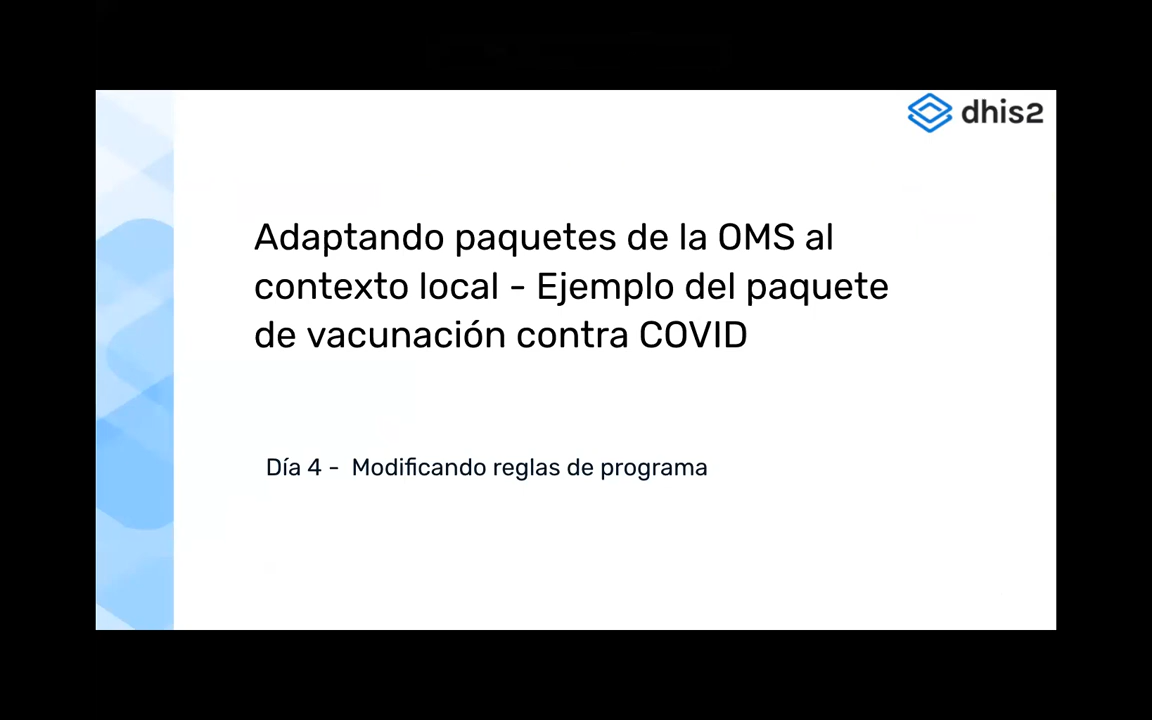 dhis2
Adaptando paquetes de la OMS al
contexto local - Ejemplo del paquete
de vacunación contra COVID
Día 4 - Modificando reglas de programa